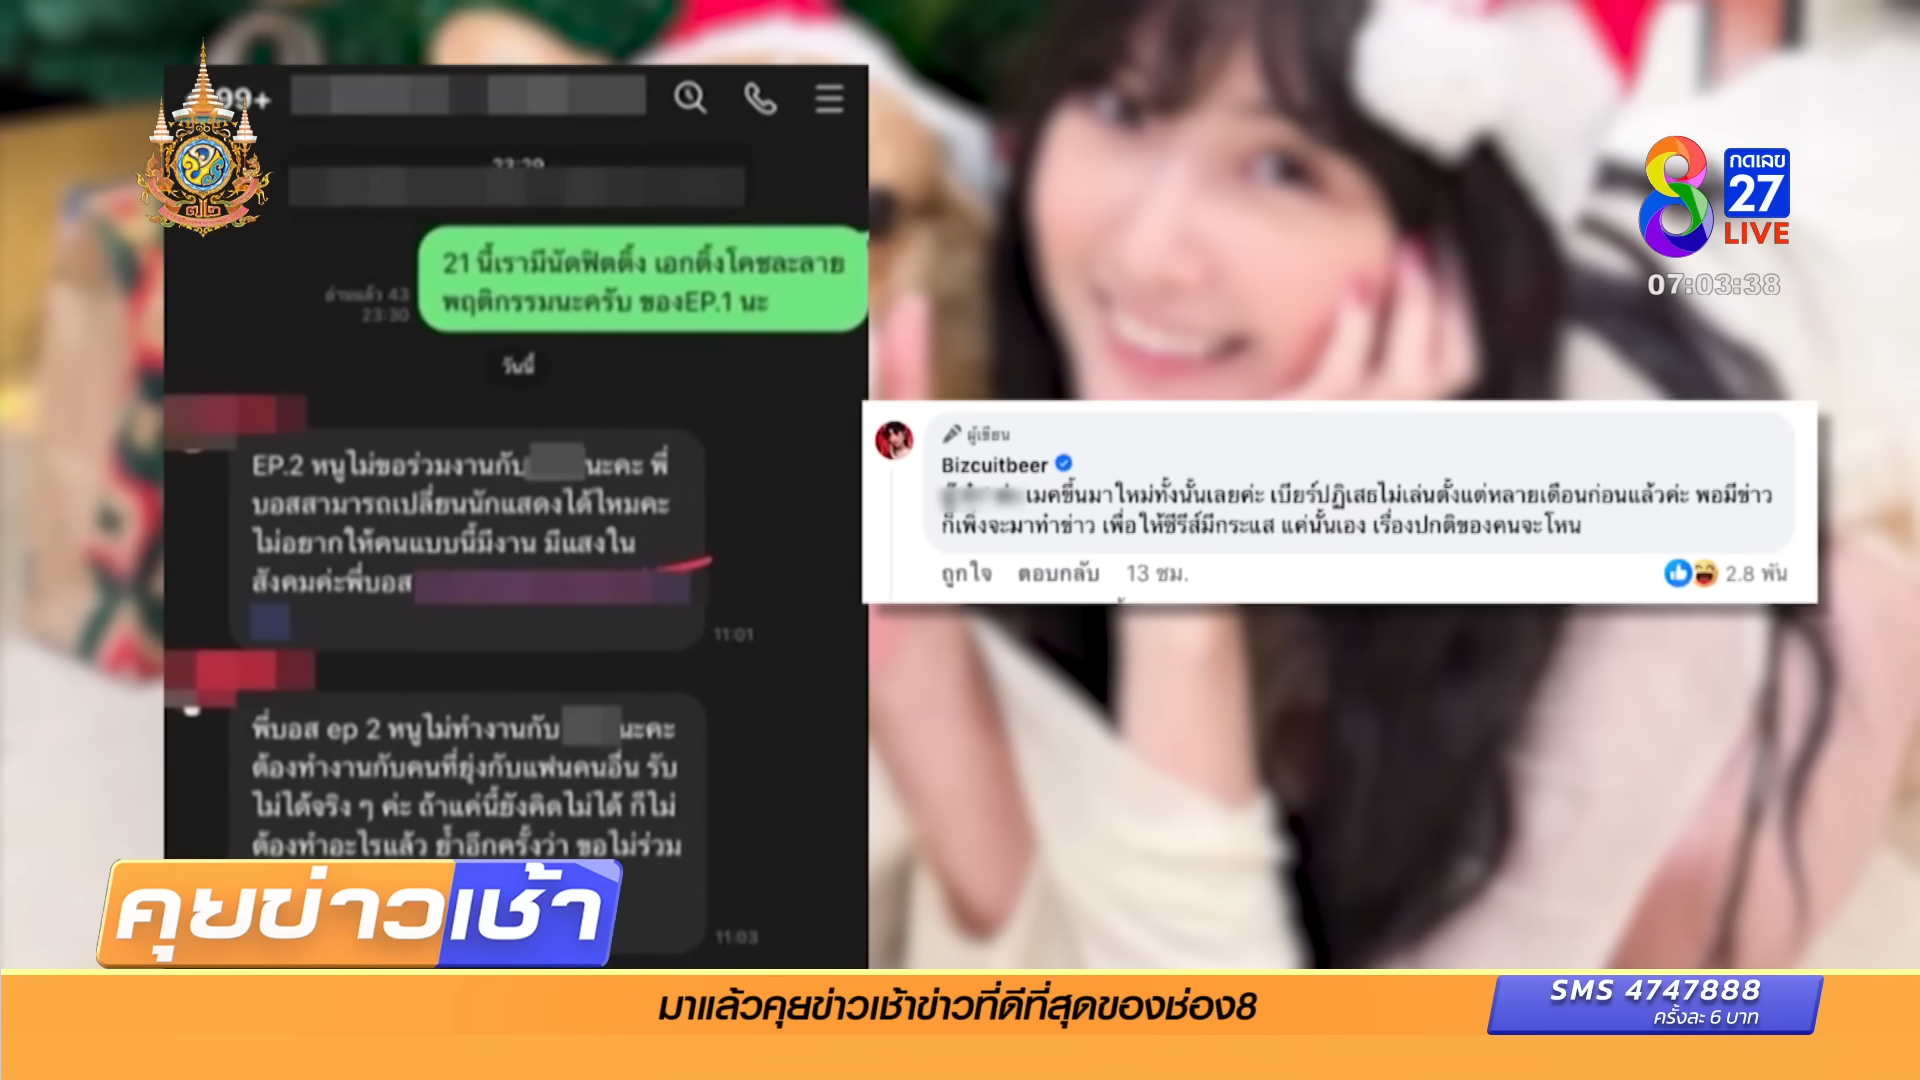 99+
23:29
21 นี้เรามีนัดฟิตติ้ง เอกติ้งโคชละลาย
พฤติกรรมนะครับ ของEP.1 นะ
อ่านแล้ว 43
23:30
วันนี้
EP.2 หนูไม่ขอร่วมงานกับ นะคะ พี่
บอสสามารถเปลี่ยนนักแสดงได้ไหมคะ
ไม่อยากให้คนแบบนี้มีงาน มีแสงใน
สังคมค่ะพี่บอส
11:01
พี่บอส ep 2 หนูไม่ทำงานกับ นะคะ
ต้องทำงานกับคนที่ยุ่งกับแฟนคนอื่น รับ
ไม่ได้จริง ๆ ค่ะ ถ้าแค่นี้ยังคิดไม่ได้ ก็ไม่
ต้องทำอะไรแล้ว ย้ำอีกครั้งว่า ขอไม่ร่วม
11:03
ผู้เขียน
Bizcuitbeer
เมคขึ้นมาใหม่ทั้งนั้นเลยค่ะ เบียร์ปฏิเสธไม่เล่นตั้งแต่หลายเดือนก่อนแล้วค่ะ พอมีข่าว
ก็เพิ่งจะมาทำข่าว เพื่อให้ซีรีส์มีกระแส แค่นั้นเอง เรื่องปกติของคนจะโหน
ถูกใจ ตอบกลับ 13 ชม. 2.8 พัน
8 กดเลข
27
LIVE
07:03:38
คุยข่าวเช้า
มาแล้วคุยข่าวเช้าข่าวที่ดีที่สุดของช่อง8
SMS 4747888
ครั้งละ 6 บาท